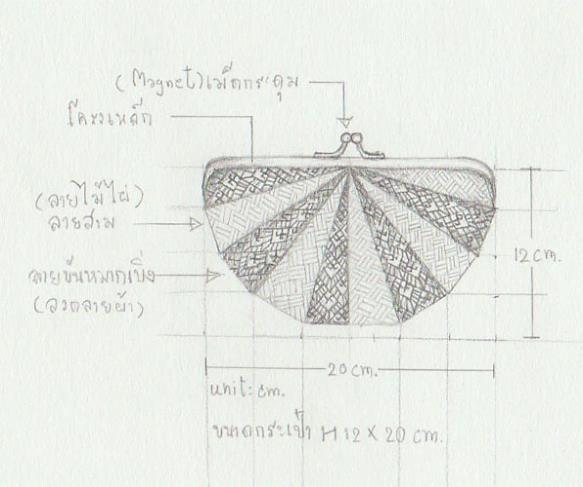 (Magnet)เม็ดกระดุม
โครงเหล็ก
(ลายไม้ไผ่)
ลายสาม
ลายขันหมากเบ็ง
(ลวดลายผ้า)
12 cm.
20 cm.
unit: cm.
ขนาดกระเป๋า H 12 X 20 cm.